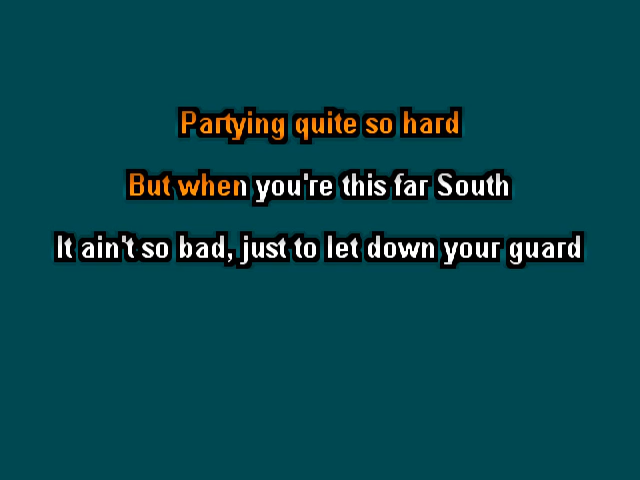 Partying quite so hard
But when you're this far South
It ain't so bad, just to let down your guard